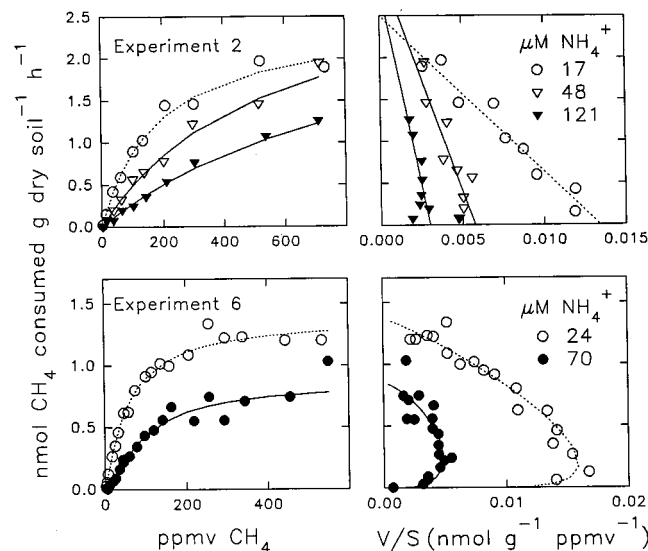 nmol CH4 consumed g dry soil⁻¹ h⁻¹
Experiment 2
2.5
2.0
1.5
1.0
0.5
0.0
0 200 400 600
μM NH4⁺
17
48
121
0.000 0.005 0.010 0.015
Experiment 6
1.5
1.0
0.5
0.0
0 200 400
ppmv CH4
μM NH4⁺
24
70
0.00 0.01 0.02
V/S (nmol g⁻¹ ppmv⁻¹)